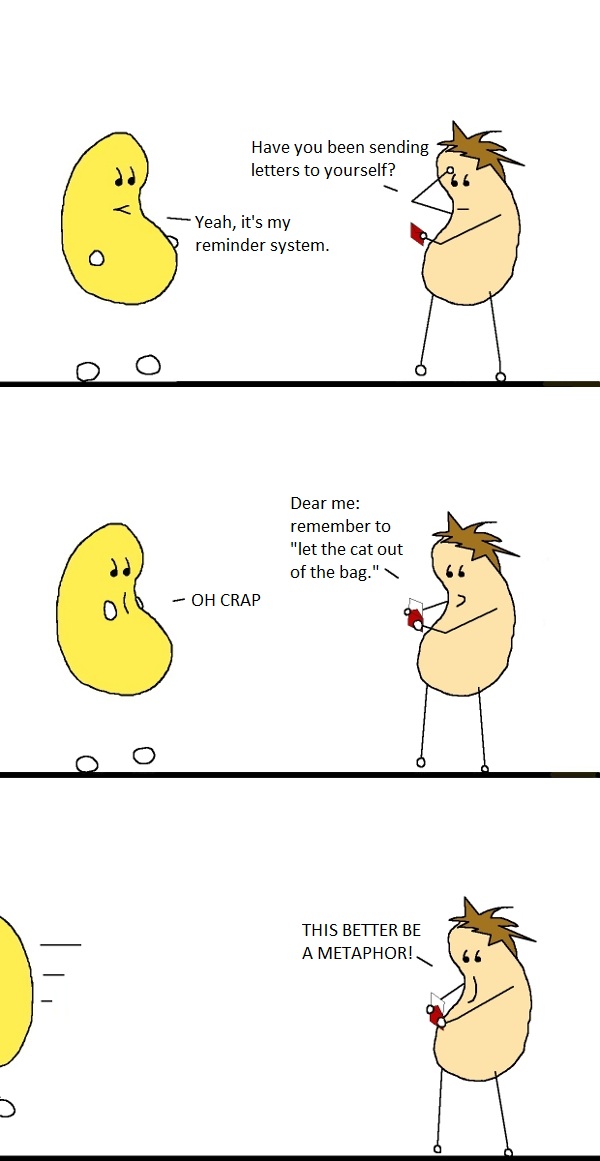 Have you been sending
letters to yourself?
Yeah, it's my
reminder system.
Dear me:
remember to
"let the cat out
of the bag."
OH CRAP
THIS BETTER BE
A METAPHOR!